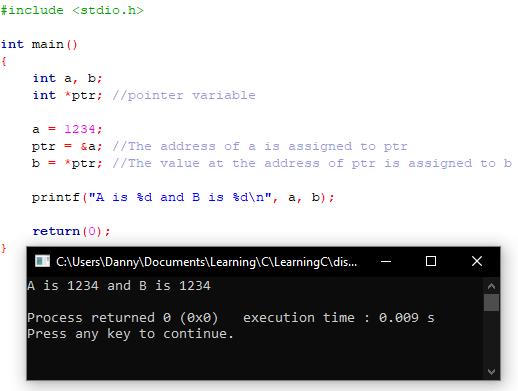 #include <stdio.h>
int main()
{
int a, b;
int *ptr; //pointer variable
a = 1234;
ptr = &a; //The address of a is assigned to ptr
b = *ptr; //The value at the address of ptr is assigned to b
printf("A is %d and B is %d\n", a, b);
return(0);
}
C:\Users\Danny\Documents\Learning\C\LearningC\dis...
A is 1234 and B is 1234
Process returned 0 (0x0)   execution time : 0.009 s
Press any key to continue.